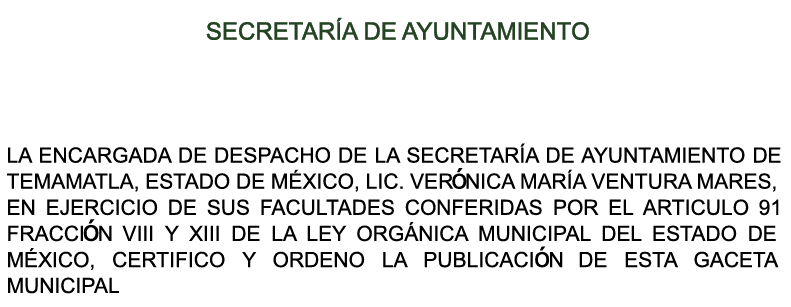 SECRETARÍA DE AYUNTAMIENTO
LA ENCARGADA DE DESPACHO DE LA SECRETARÍA DE AYUNTAMIENTO DE
TEMAMATLA, ESTADO DE MÉXICO, LIC. VERÓNICA MARÍA VENTURA MARES,
EN EJERCICIO DE SUS FACULTADES CONFERIDAS POR EL ARTICULO 91
FRACCIÓN VIII Y XIII DE LA LEY ORGÁNICA MUNICIPAL DEL ESTADO DE
MÉXICO, CERTIFICO Y ORDENO LA PUBLICACIÓN DE ESTA GACETA
MUNICIPAL